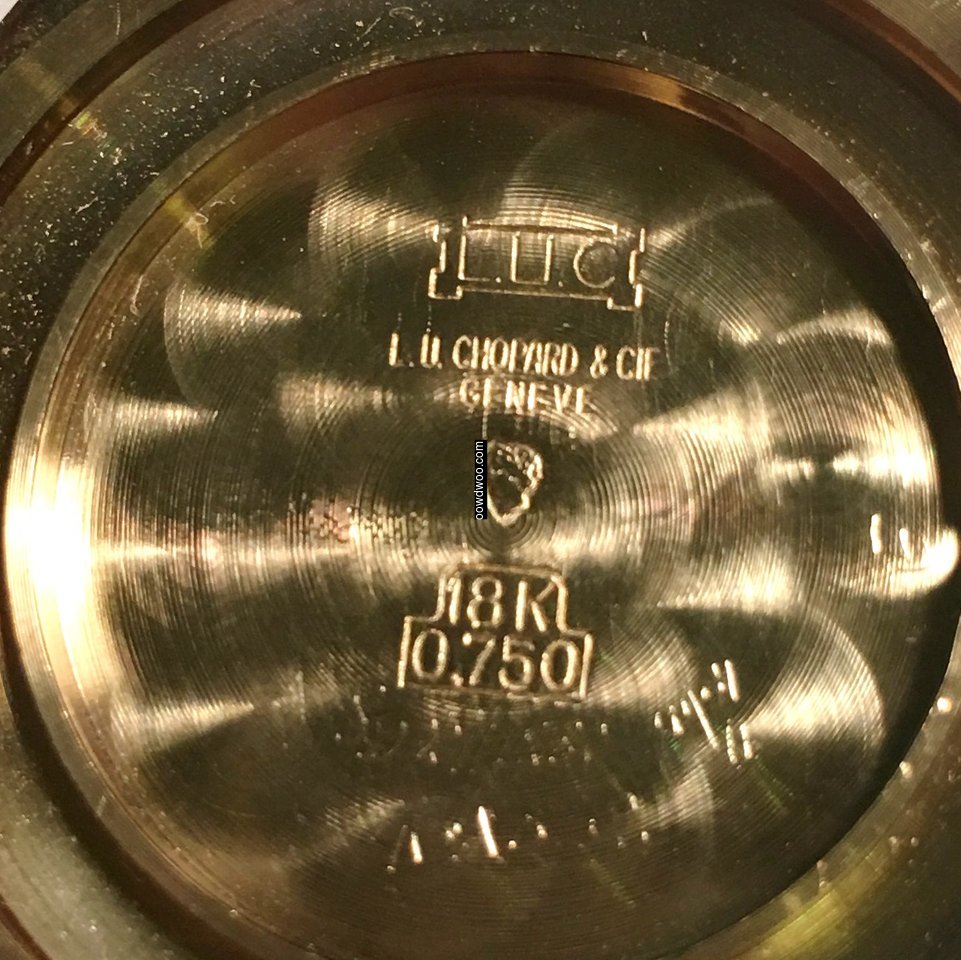 L.U.C
L. U. CHOPARD & CIE
GENEVE
oowdwoo.com
18K
0,750